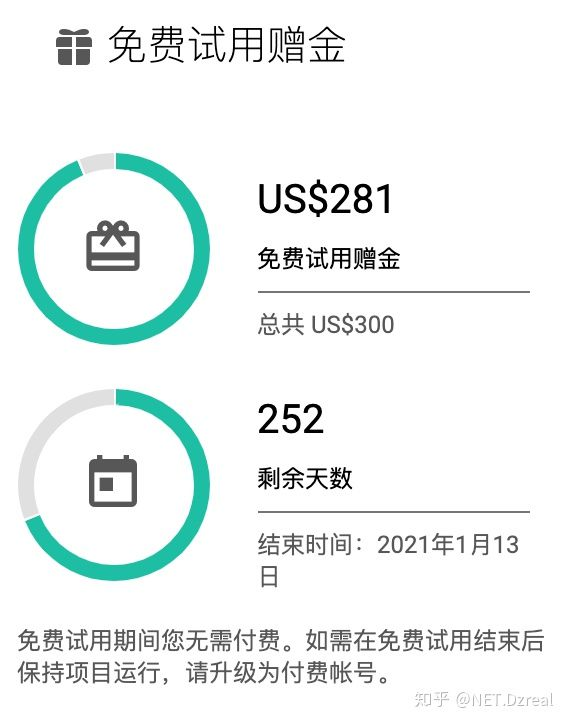 免费试用赠金
US$281
免费试用赠金
总共 US$300
252
剩余天数
结束时间：2021年1月13
日
免费试用期间您无需付费。如需在免费试用结束后
保持项目运行，请升级为付费帐号。
知乎 @NET.Dzreal